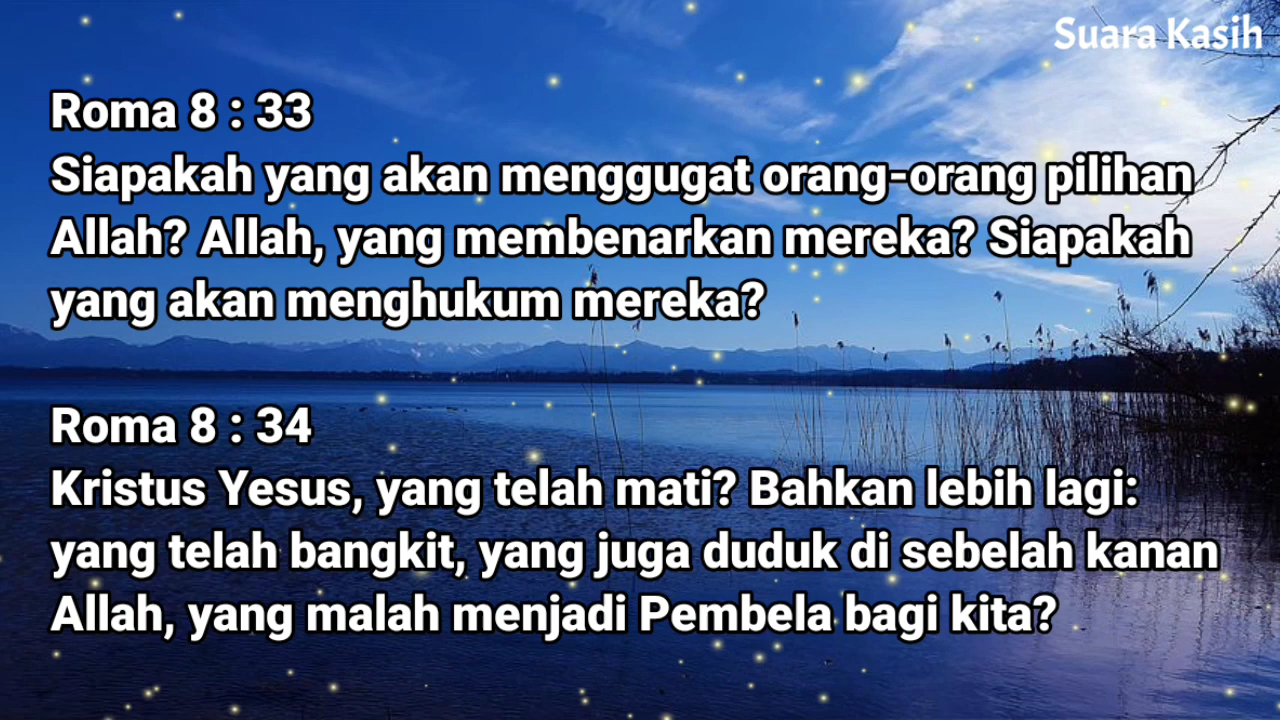 Suara Kasih
Roma 8 : 33
Siapakah yang akan menggugat orang-orang pilihan
Allah? Allah, yang membenarkan mereka? Siapakah
yang akan menghukum mereka?
Roma 8 : 34
Kristus Yesus, yang telah mati? Bahkan lebih lagi:
yang telah bangkit, yang juga duduk di sebelah kanan
Allah, yang malah menjadi Pembela bagi kita?